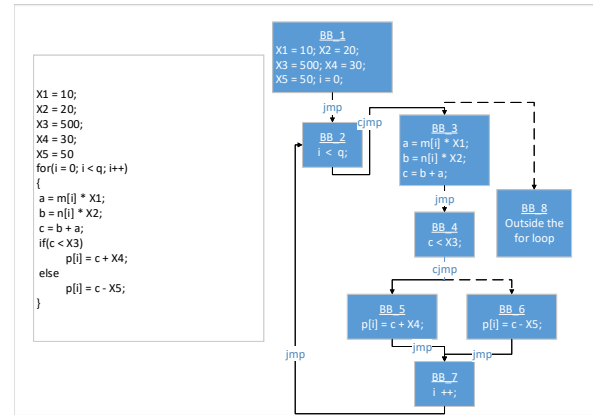 X1 = 10;
X2 = 20;
X3 = 500;
X4 = 30;
X5 = 50
for(i = 0; i < q; i++)
{
a = m[i] * X1;
b = n[i] * X2;
c = b + a;
if(c < X3)
p[i] = c + X4;
else
p[i] = c - X5;
}
BB_1
X1 = 10; X2 = 20;
X3 = 500; X4 = 30;
X5 = 50; i = 0;
jmp
cjmp
BB_2
i < q;
BB_3
a = m[i] * X1;
b = n[i] * X2;
c = b + a;
jmp
BB_8
Outside the
for loop
BB_4
c < X3;
cjmp
BB_5
p[i] = c + X4;
BB_6
p[i] = c - X5;
jmp
jmp
jmp
BB_7
i ++;